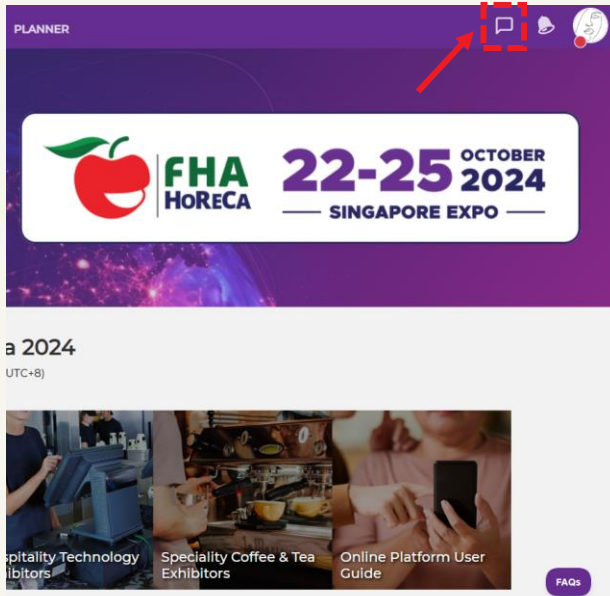 PLANNER
FHA
HoReCa
22-25 OCTOBER 2024
SINGAPORE EXPO
a 2024
UTC+8)
spitality Technology
ibitors
Speciality Coffee & Tea
Exhibitors
Online Platform User
Guide
FAQs